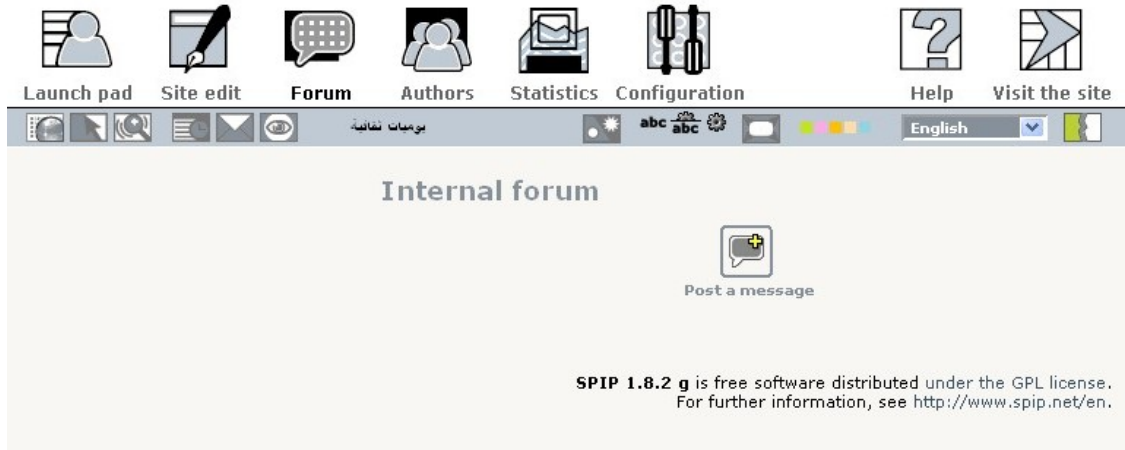 Launch pad Site edit Forum Authors Statistics Configuration Help Visit the site
يوميات ثقافية abc abc English
Internal forum
Post a message
SPIP 1.8.2 g is free software distributed under the GPL license.
For further information, see http://www.spip.net/en.